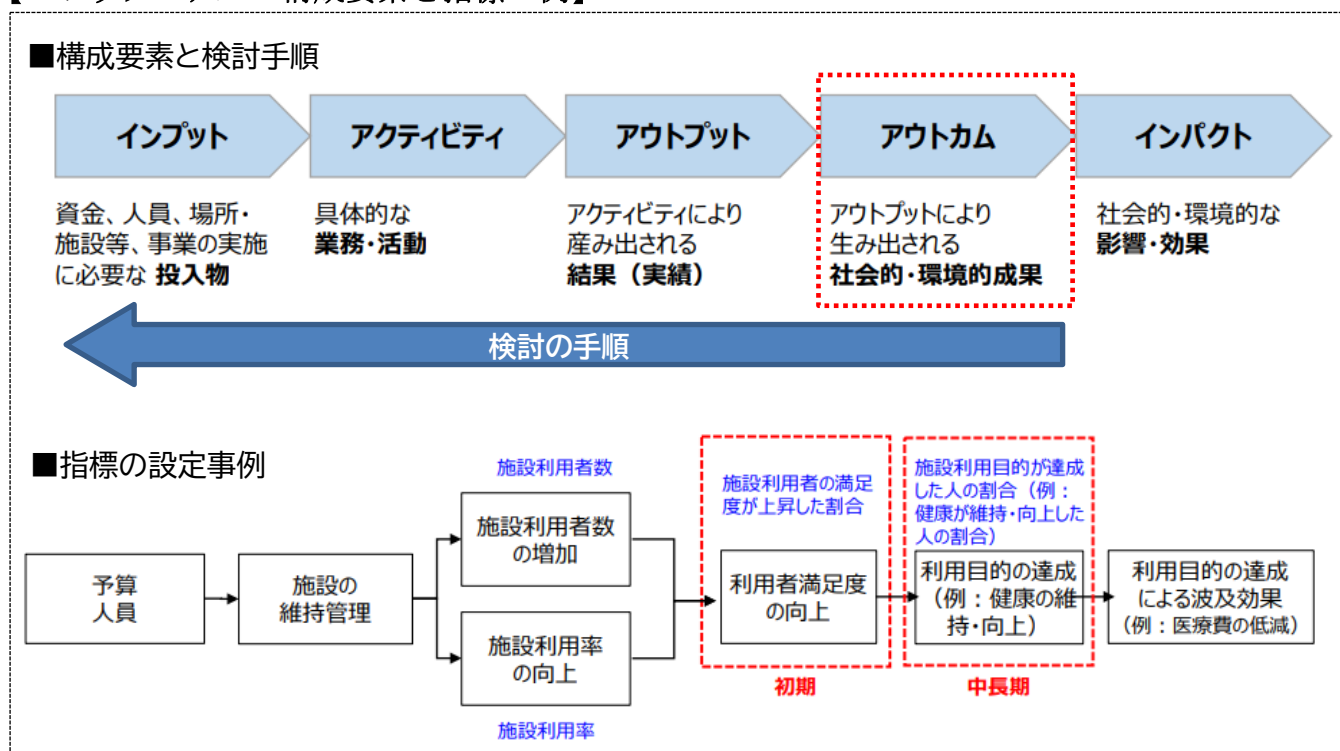 ■構成要素と検討手順
インプット
アクティビティ
アウトプット
アウトカム
インパクト
資金、人員、場所・
施設等、事業の実施
に必要な 投入物
具体的な
業務・活動
アクティビティにより
産み出される
結果（実績）
アウトプットにより
生み出される
社会的・環境的成果
社会的・環境的な
影響・効果
検討の手順
■指標の設定事例
予算
人員
施設の
維持管理
施設利用者数
施設利用者数
の増加
施設利用率
の向上
施設利用率
施設利用者の満足
度が上昇した割合
利用者満足度
の向上
初期
施設利用目的が達成
した人の割合（例：
健康が維持・向上した
人の割合）
利用目的の達成
（例：健康の維
持・向上）
中長期
利用目的の達成
による波及効果
（例：医療費の低減）